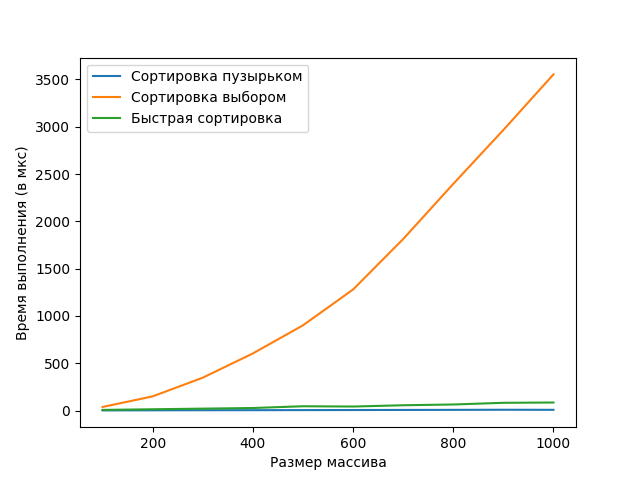 Сортировка пузырьком
Сортировка выбором
Быстрая сортировка
3500
3000
2500
2000
1500
1000
500
0
Время выполнения (в мкс)
200 400 600 800 1000
Размер массива